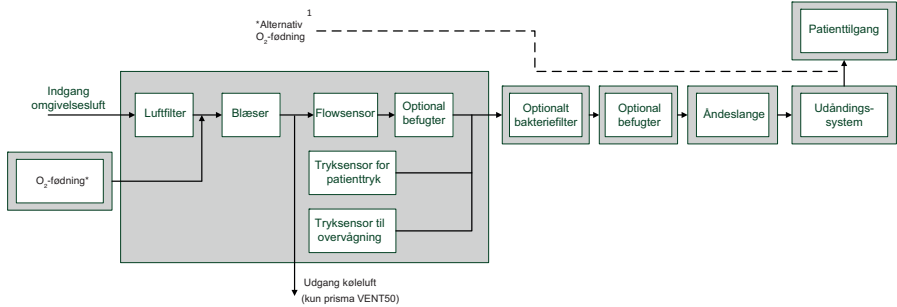 1
*Alternativ
O₂-fødning
Patienttilgang
Indgang
omgivelsesluft
Luftfilter
Blæser
Flowsensor
Optional
befugter
Optionalt
bakteriefilter
Optional
befugter
Åndeslange
Udåndings-
system
O₂-fødning*
Tryksensor for
patienttryk
Tryksensor til
overvågning
Udgang køleluft
(kun prisma VENT50)